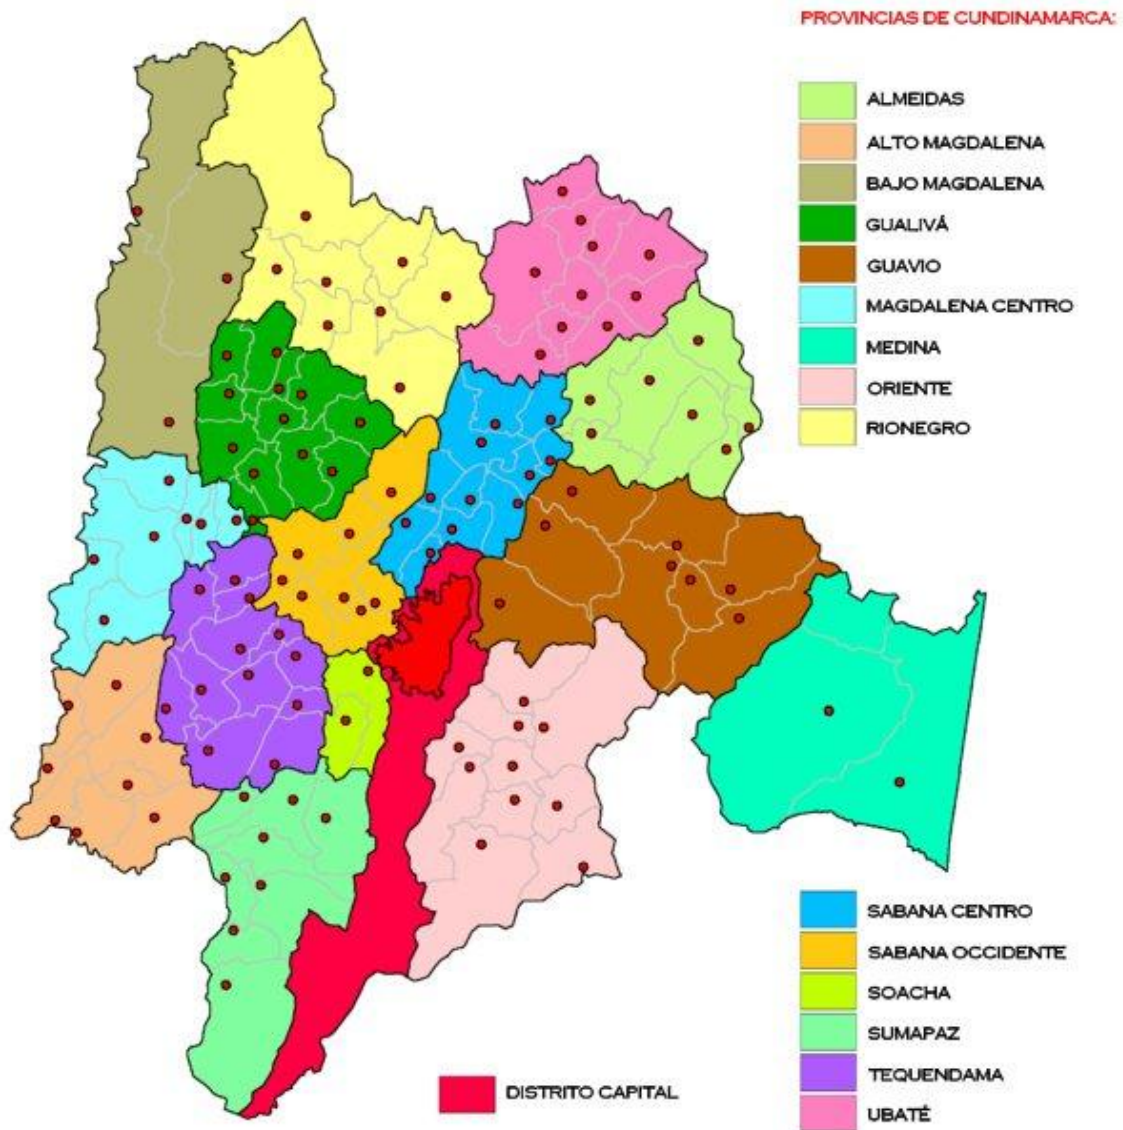 PROVINCIAS DE CUNDINAMARCA:
ALMEIDAS
ALTO MAGDALENA
BAJO MAGDALENA
GUALIVÁ
GUAVIO
MAGDALENA CENTRO
MEDINA
ORIENTE
RIONEGRO
SABANA CENTRO
SABANA OCCIDENTE
SOACHA
SUMAPAZ
TEQUENDAMA
UBATÉ
DISTRITO CAPITAL